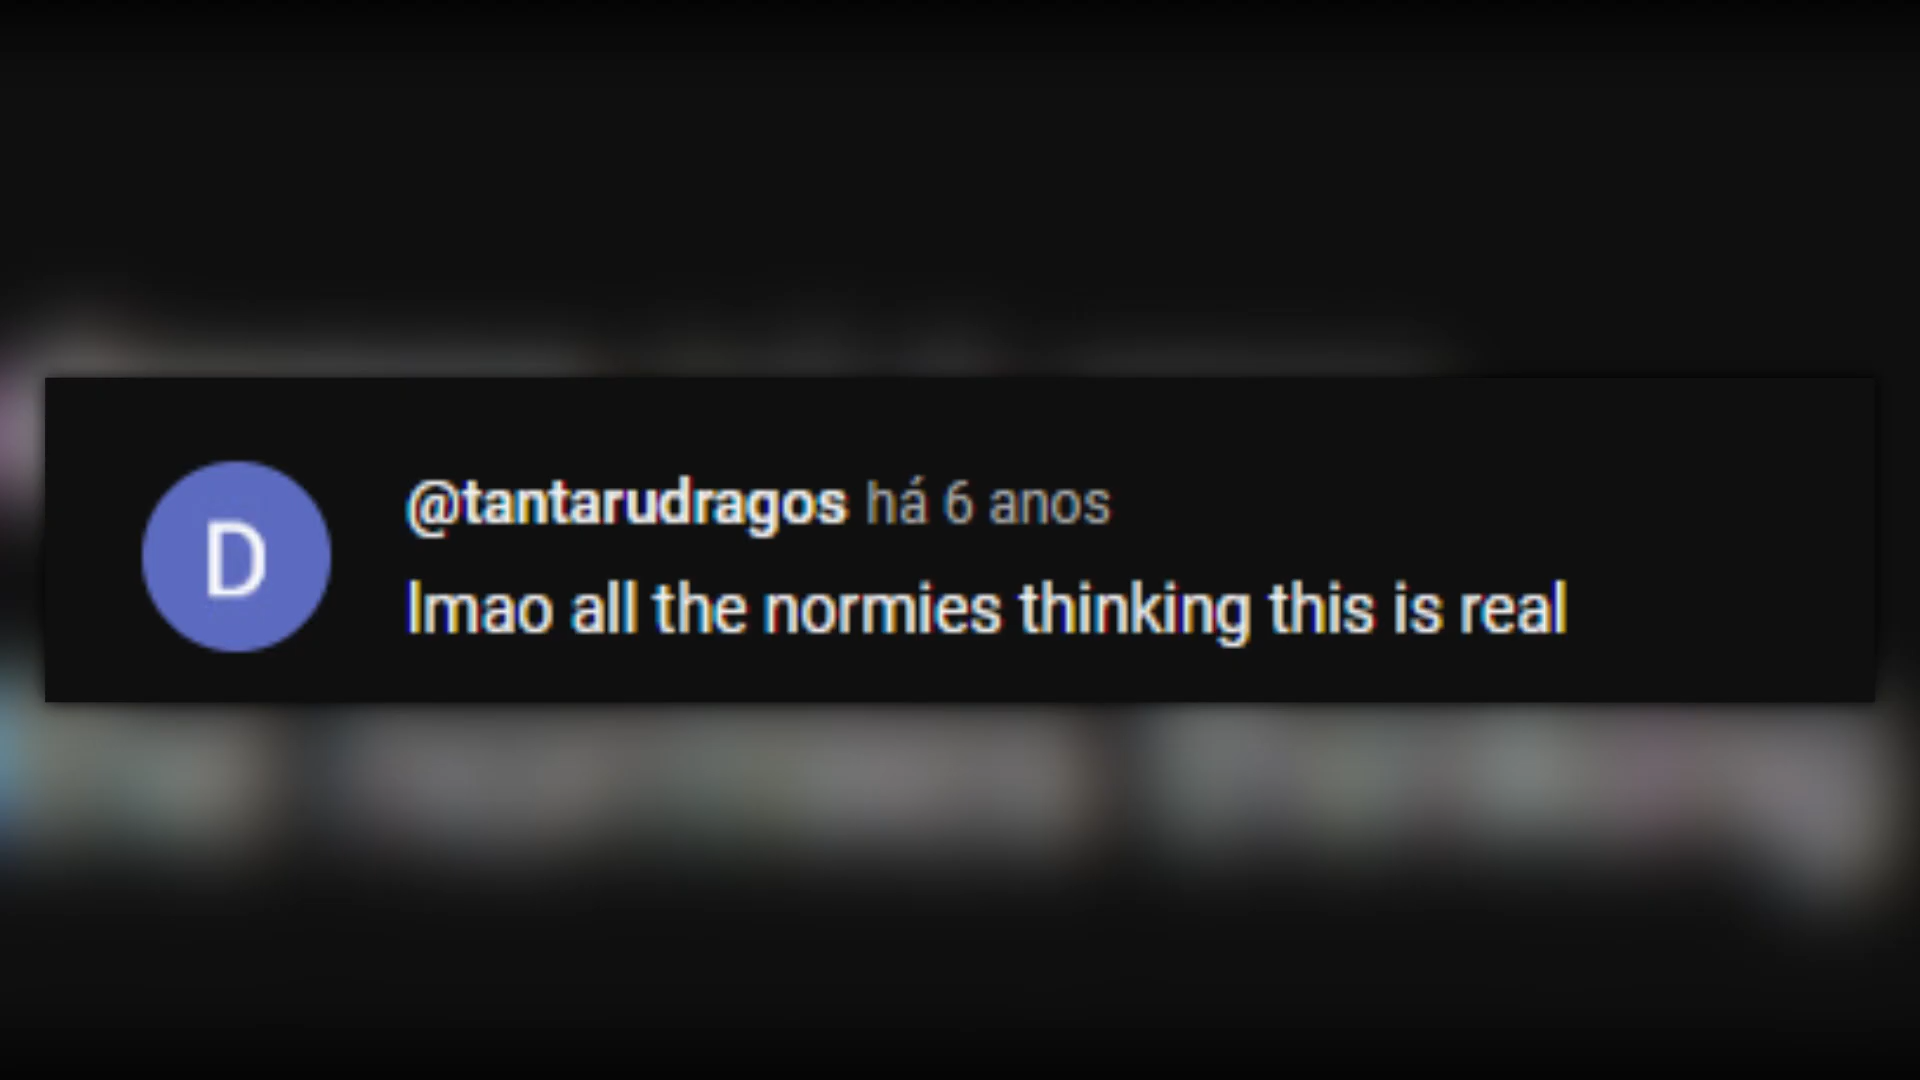 D
@tantarudragos há 6 anos
lmao all the normies thinking this is real